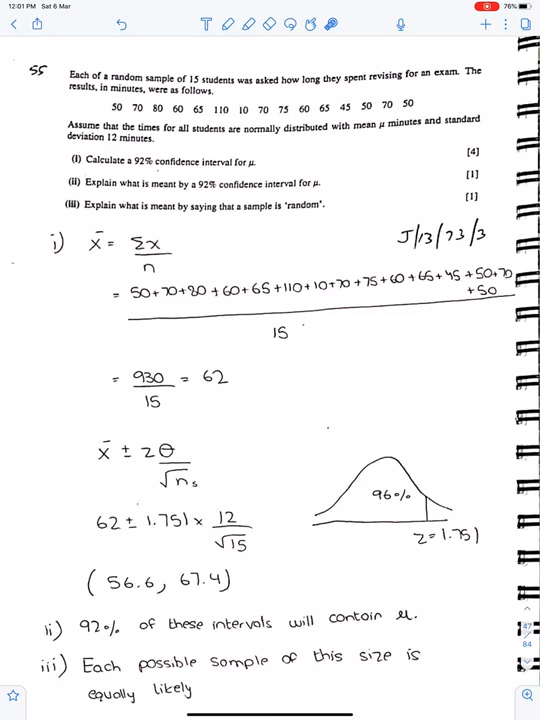 12:01 PM Sat 6 Mar
76%
55
Each of a random sample of 15 students was asked how long they spent revising for an exam. The
results, in minutes, were as follows.
50 70 80 60 65 110 10 70 75 60 65 45 50 70 50
Assume that the times for all students are normally distributed with mean μ minutes and standard
deviation 12 minutes.
(i) Calculate a 92% confidence interval for μ. [4]
(ii) Explain what is meant by a 92% confidence interval for μ. [1]
(iii) Explain what is meant by saying that a sample is 'random'. [1]
J/13/73/3
i) x̄ = Σx
n
= 50+70+80+60+65+110+10+70+75+60+65+45+50+70
+50
15
= 930 = 62
15
x̄ ± zθ
√ns
62 ± 1.751 × 12
√15
96%
z=1.751
(56.6, 67.4)
ii) 92% of these intervals will contain μ.
iii) Each possible sample of this size is
equally likely
47
84